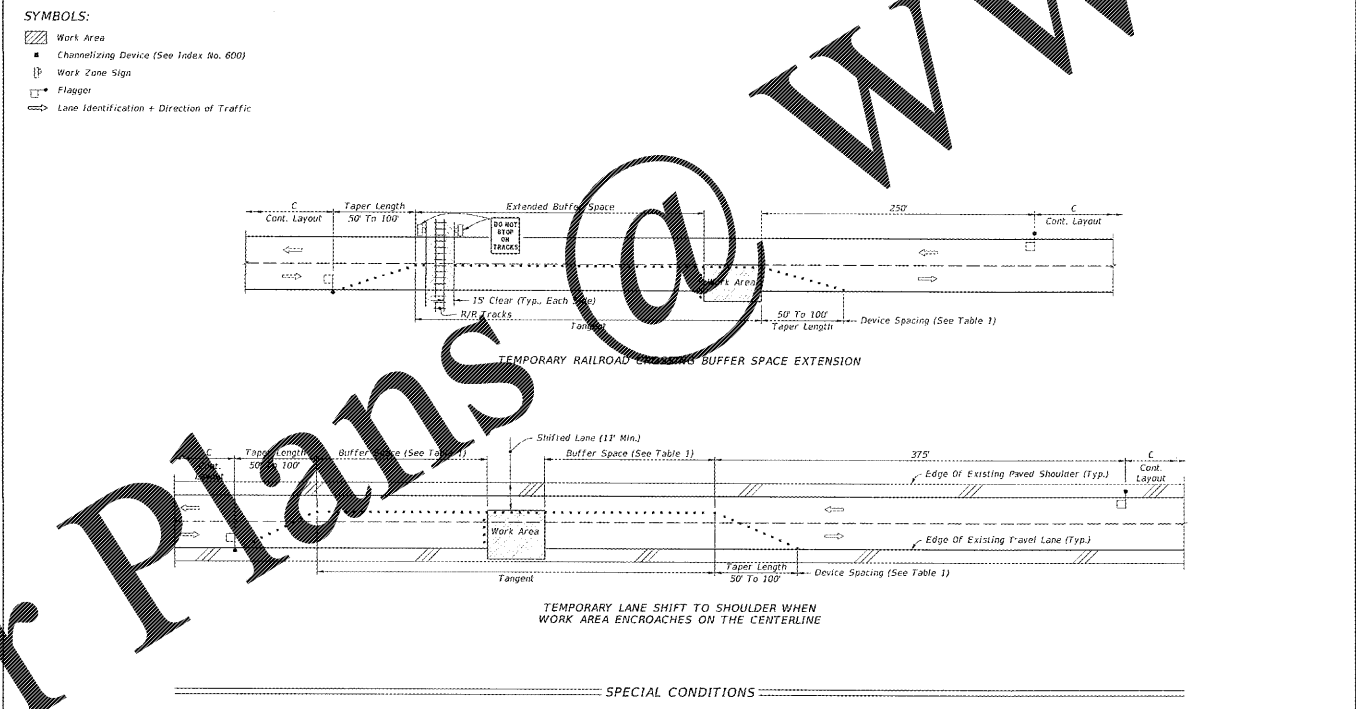 SYMBOLS:
Work Area
Channelizing Device (See Index No. 600)
Work Zone Sign
Flagger
Lane Identification + Direction of Traffic
C
Cont. Layout
Taper Length
50' To 100'
Extended Buffer Space
250'
C
Cont. Layout
DO NOT
STOP
ON
TRACKS
Work Area
15' Clear (Typ., Each Side)
R/R Tracks
Tangent
50' To 100'
Taper Length
Device Spacing (See Table 1)
TEMPORARY RAILROAD CROSSING BUFFER SPACE EXTENSION
Shifted Lane (11' Min.)
C
Cont.
Layout
Taper Length
50' To 100'
Buffer Space (See Table 1)
Buffer Space (See Table 1)
375'
C
Cont.
Layout
Edge Of Existing Paved Shoulder (Typ.)
Work Area
Edge Of Existing Travel Lane (Typ.)
Tangent
Taper Length
50' To 100'
Device Spacing (See Table 1)
TEMPORARY LANE SHIFT TO SHOULDER WHEN
WORK AREA ENCROACHES ON THE CENTERLINE
SPECIAL CONDITIONS
r Plans @ ww